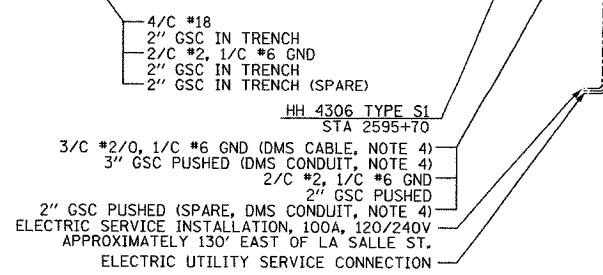 4/C #18
2" GSC IN TRENCH
2/C #2, 1/C #6 GND
2" GSC IN TRENCH
2" GSC IN TRENCH (SPARE)
HH 4306 TYPE S1
STA 2595+70
3/C #2/0, 1/C #6 GND (DMS CABLE, NOTE 4)
3" GSC PUSHED (DMS CONDUIT, NOTE 4)
2/C #2, 1/C #6 GND
2" GSC PUSHED
2" GSC PUSHED (SPARE, DMS CONDUIT, NOTE 4)
ELECTRIC SERVICE INSTALLATION, 100A, 120/240V
APPROXIMATELY 130' EAST OF LA SALLE ST.
ELECTRIC UTILITY SERVICE CONNECTION